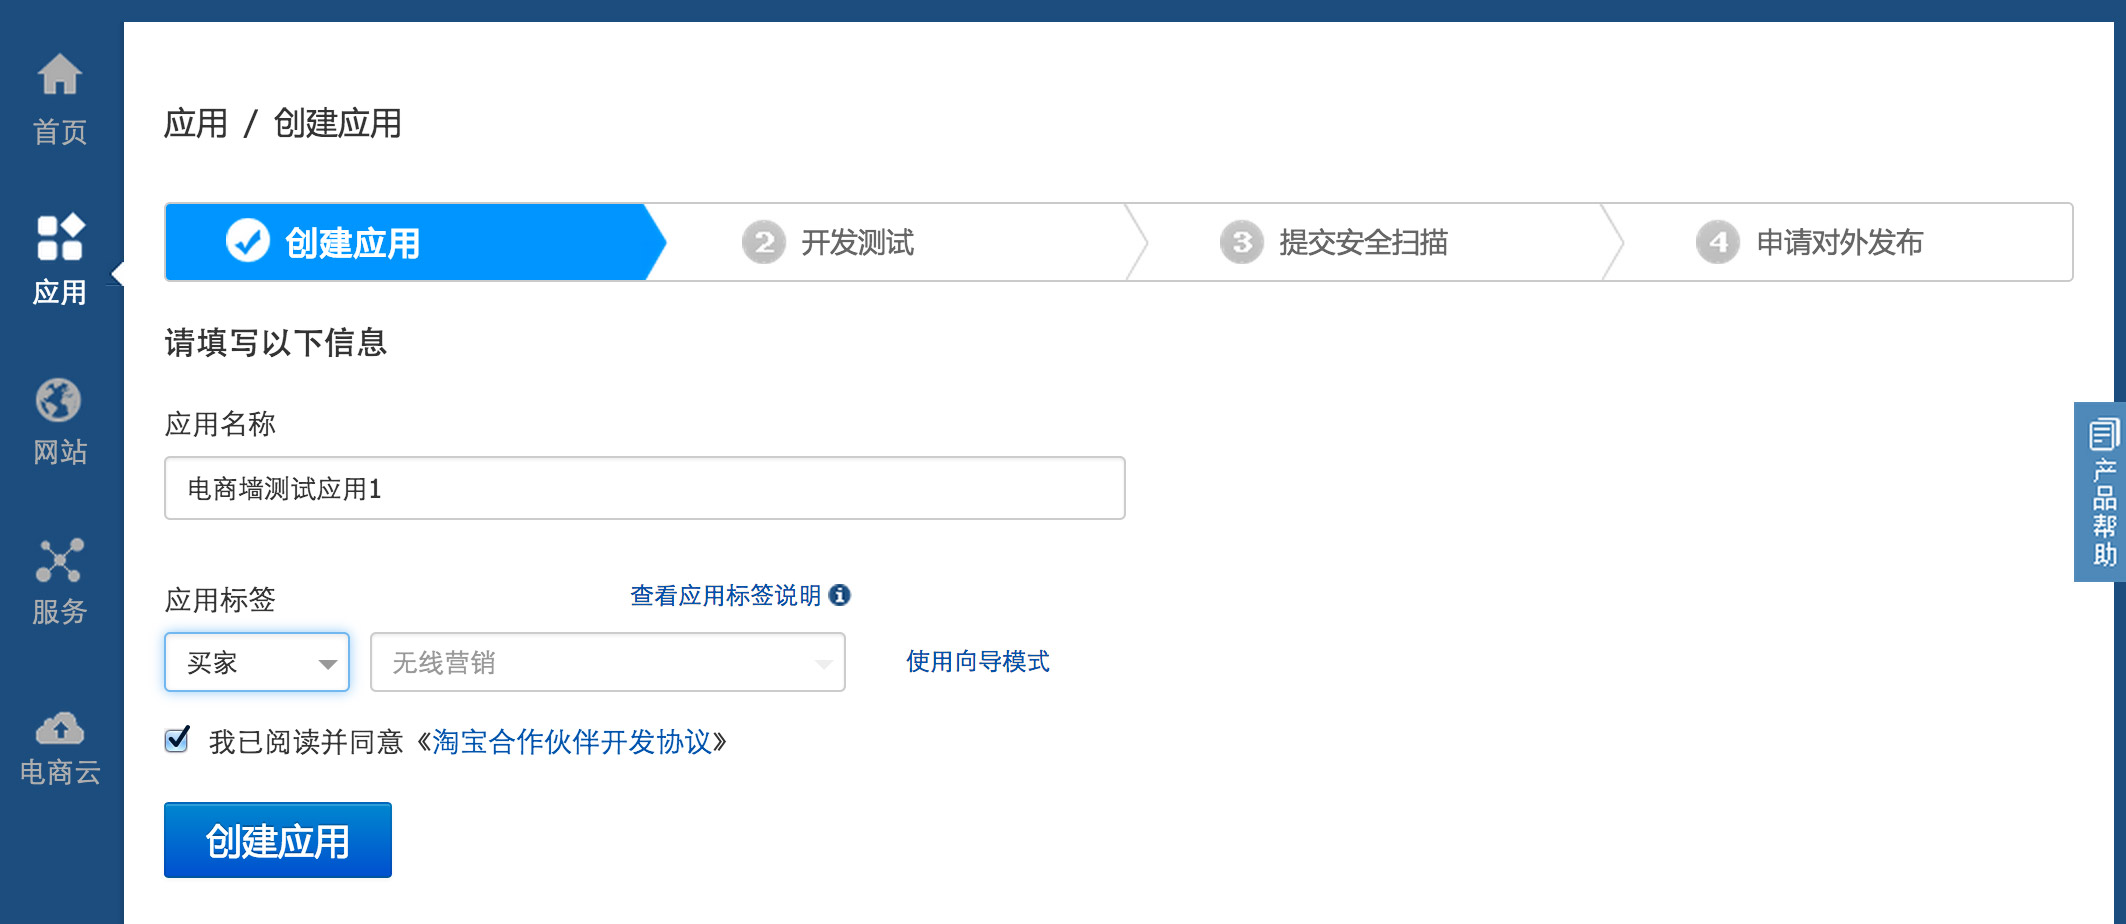 首页
应用
网站
服务
电商云
应用 / 创建应用
创建应用
2 开发测试
3 提交安全扫描
4 申请对外发布
请填写以下信息
应用名称
电商墙测试应用1
应用标签
查看应用标签说明
买家
无线营销
使用向导模式
我已阅读并同意《淘宝合作伙伴开发协议》
创建应用
产品帮助